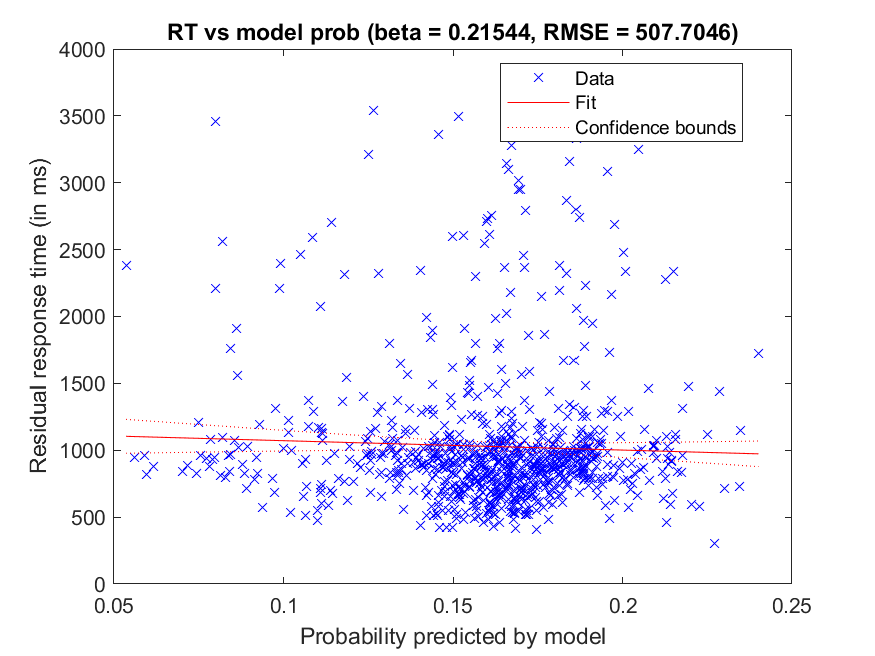 RT vs model prob (beta = 0.21544, RMSE = 507.7046)
Data
Fit
Confidence bounds
Residual response time (in ms)
4000
3500
3000
2500
2000
1500
1000
500
0
0.05 0.1 0.15 0.2 0.25
Probability predicted by model